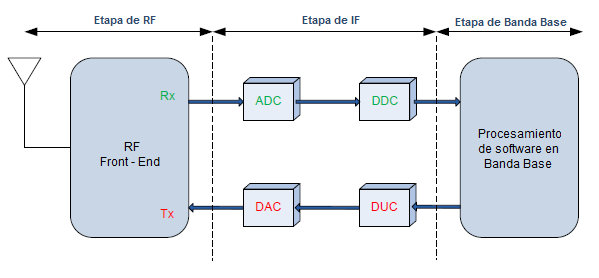 Etapa de RF
Etapa de IF
Etapa de Banda Base
Rx
ADC
DDC
RF
Front - End
Procesamiento
de software en
Banda Base
Tx
DAC
DUC